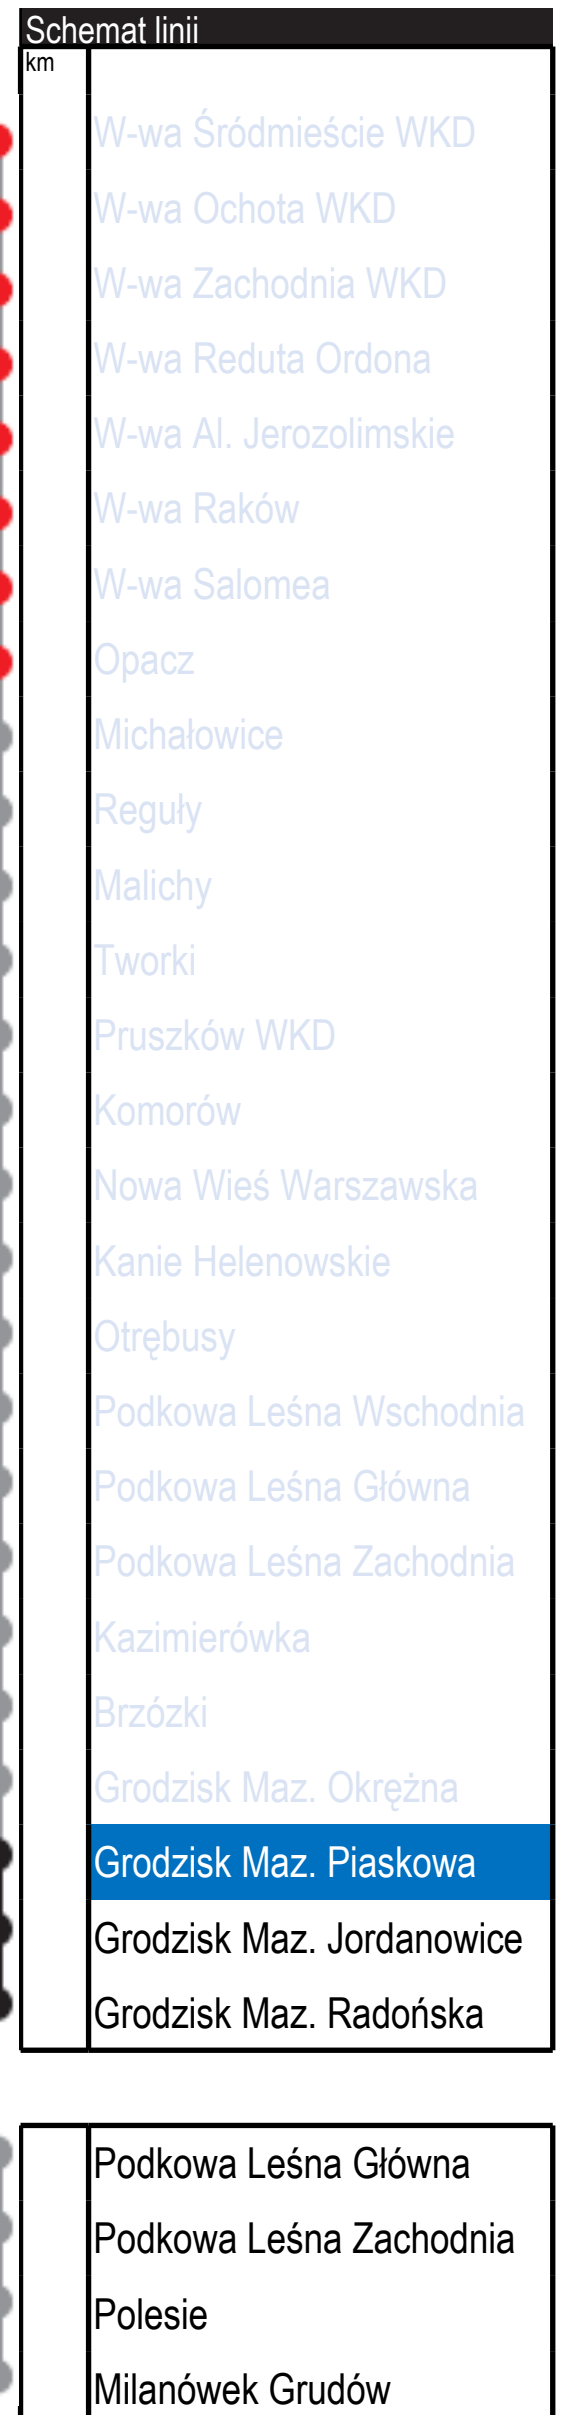 Schemat linii
km
W-wa Śródmieście WKD
W-wa Ochota WKD
W-wa Zachodnia WKD
W-wa Reduta Ordona
W-wa Al. Jerozolimskie
W-wa Raków
W-wa Salomea
Opacz
Michałowice
Reguły
Malichy
Tworki
Pruszków WKD
Komorów
Nowa Wieś Warszawska
Kanie Helenowskie
Otrębusy
Podkowa Leśna Wschodnia
Podkowa Leśna Główna
Podkowa Leśna Zachodnia
Kazimierówka
Brzózki
Grodzisk Maz. Okrężna
Grodzisk Maz. Piaskowa
Grodzisk Maz. Jordanowice
Grodzisk Maz. Radońska
Podkowa Leśna Główna
Podkowa Leśna Zachodnia
Polesie
Milanówek Grudów